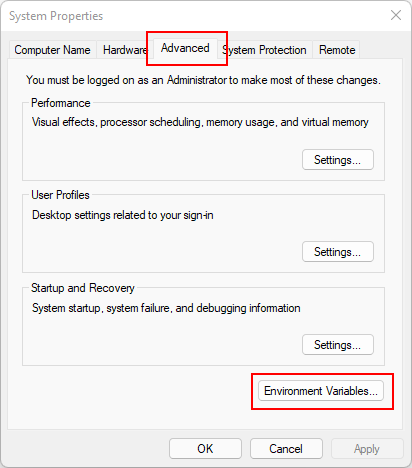 System Properties
Computer Name Hardware Advanced System Protection Remote
You must be logged on as an Administrator to make most of these changes.
Performance
Visual effects, processor scheduling, memory usage, and virtual memory
Settings...
User Profiles
Desktop settings related to your sign-in
Settings...
Startup and Recovery
System startup, system failure, and debugging information
Settings...
Environment Variables...
OK Cancel Apply